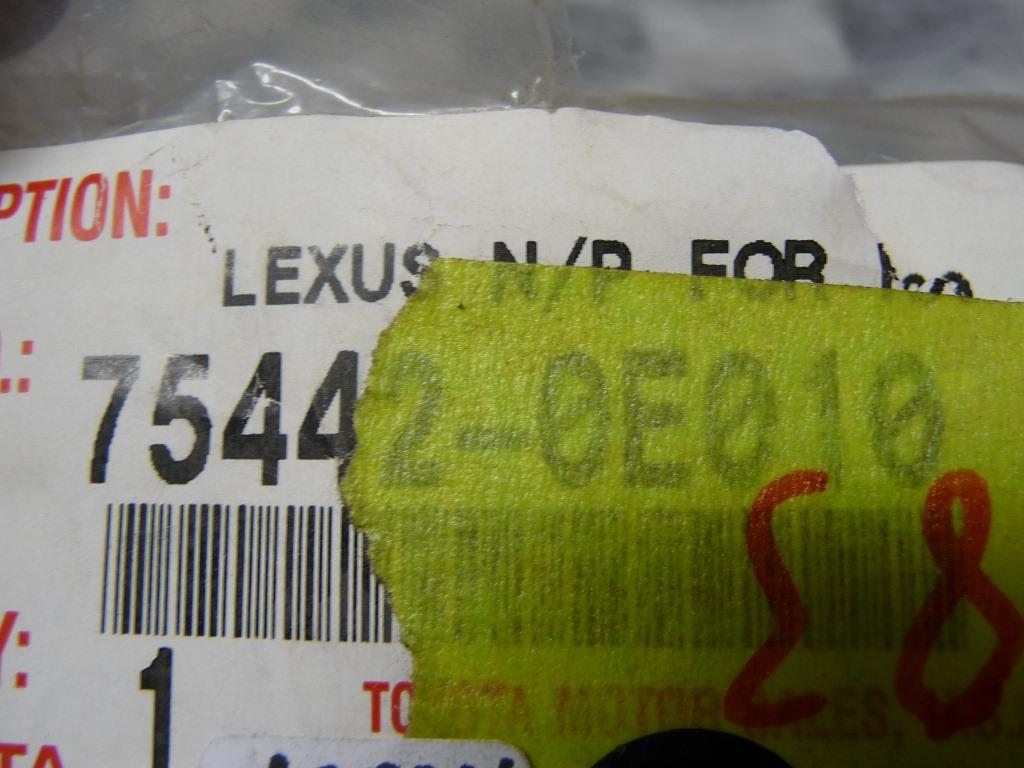 PTION:
LEXUS N/P FOR
.:
75442-0E010
Y:
1
TOYOTA MOTOR SALES, U.S.
TA